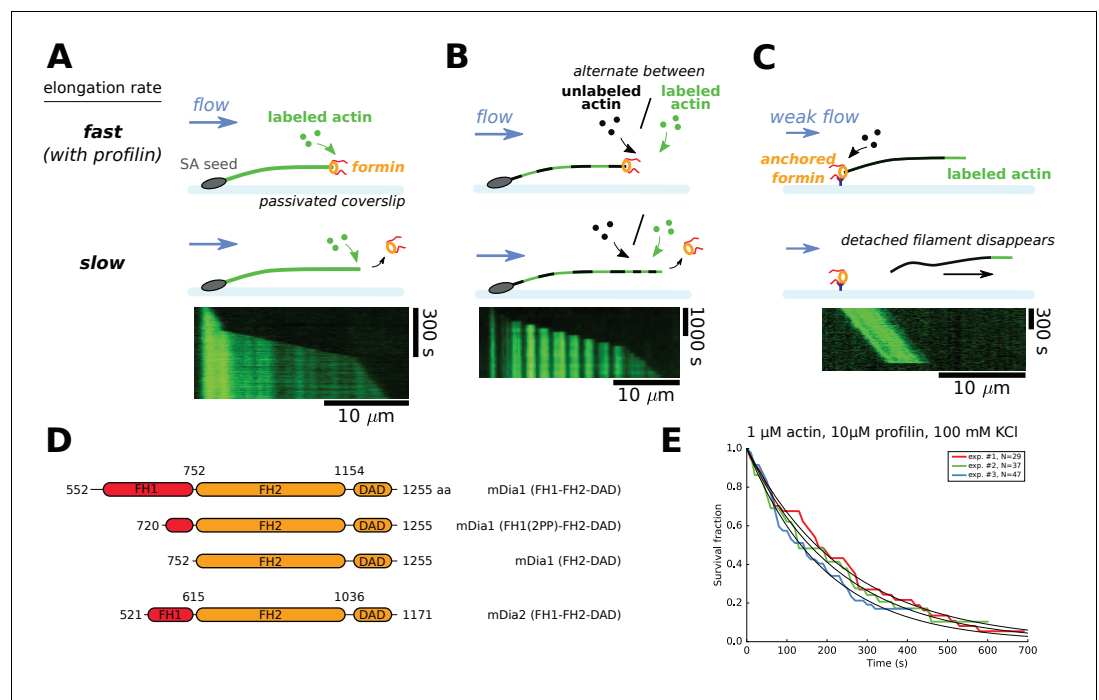 A
elongation rate
fast
(with profilin)
slow
flow
labeled actin
SA seed
formin
passivated coverslip
300 s
10 μm
B
alternate between
unlabeled actin
labeled actin
flow
1000 s
10 μm
C
weak flow
anchored formin
labeled actin
detached filament disappears
300 s
10 μm
D
752 1154
552 FH1 FH2 DAD 1255 aa mDia1 (FH1-FH2-DAD)
720 FH2 DAD 1255 mDia1 (FH1(2PP)-FH2-DAD)
752 FH2 DAD 1255 mDia1 (FH2-DAD)
615 1036
521 FH1 FH2 DAD 1171 mDia2 (FH1-FH2-DAD)
E
1 μM actin, 10μM profilin, 100 mM KCl
exp. #1, N=29
exp. #2, N=37
exp. #3, N=47
Survival fraction
1.0
0.8
0.6
0.4
0.2
0.0
0 100 200 300 400 500 600 700
Time (s)